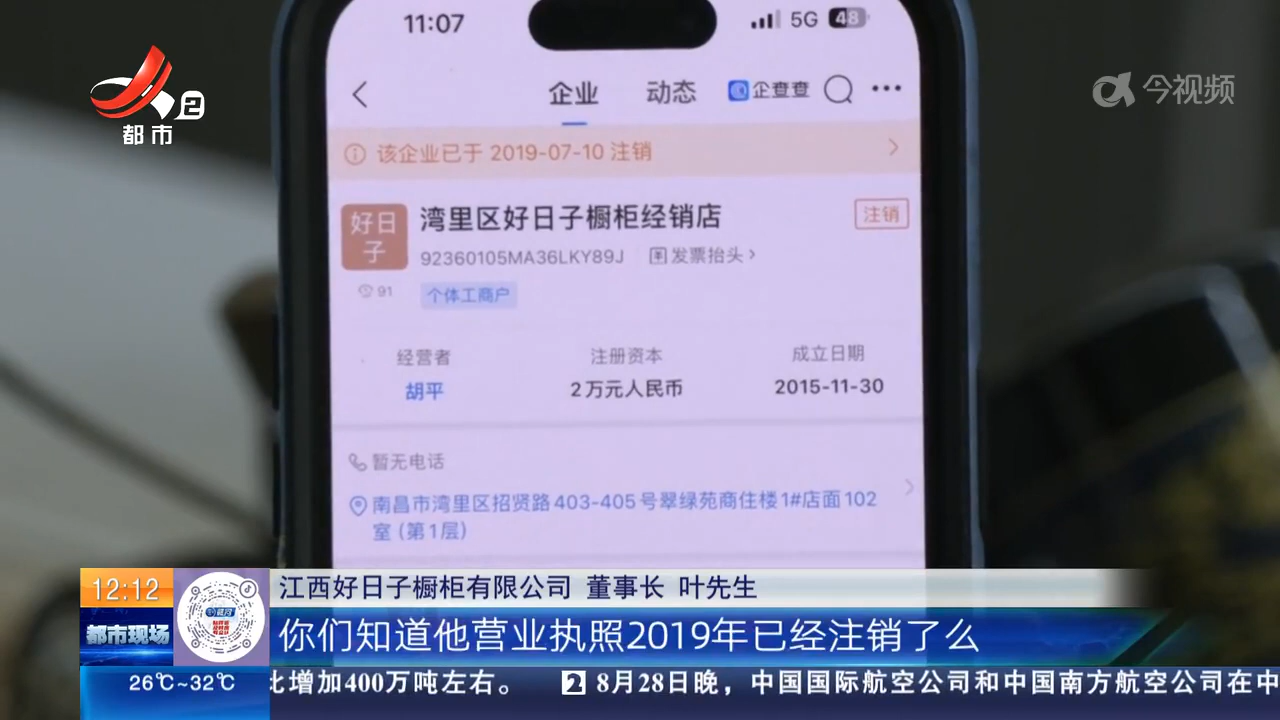 11:07
5G 48
企业 动态 企查查
都市2
今视频
该企业已于 2019-07-10 注销
好日子
湾里区好日子橱柜经销店
注销
92360105MA36LKY89J 发票抬头
91
个体工商户
经营者 注册资本 成立日期
胡平 2万元人民币 2015-11-30
暂无电话
南昌市湾里区招贤路403-405号翠绿苑商住楼1#店面102
室(第1层)
12:12
江西好日子橱柜有限公司 董事长 叶先生
都市现场
你们知道他营业执照2019年已经注销了么
26℃~32℃
比增加400万吨左右。 2 8月28日晚，中国国际航空公司和中国南方航空公司在中